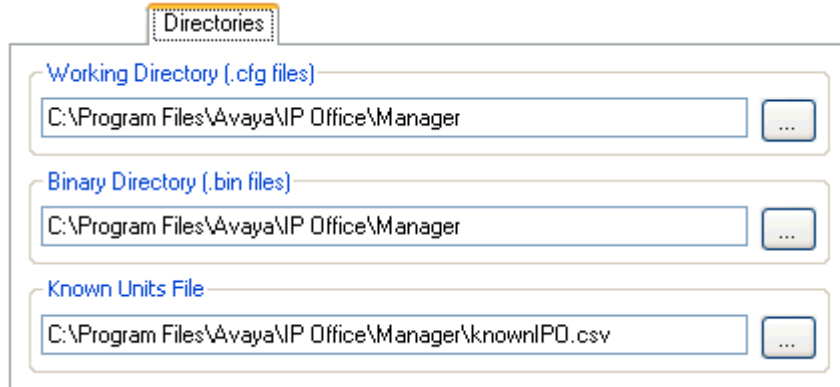 Directories
Working Directory (.cfg files)
C:\Program Files\Avaya\IP Office\Manager
...
Binary Directory (.bin files)
C:\Program Files\Avaya\IP Office\Manager
...
Known Units File
C:\Program Files\Avaya\IP Office\Manager\knownIPO.csv
...